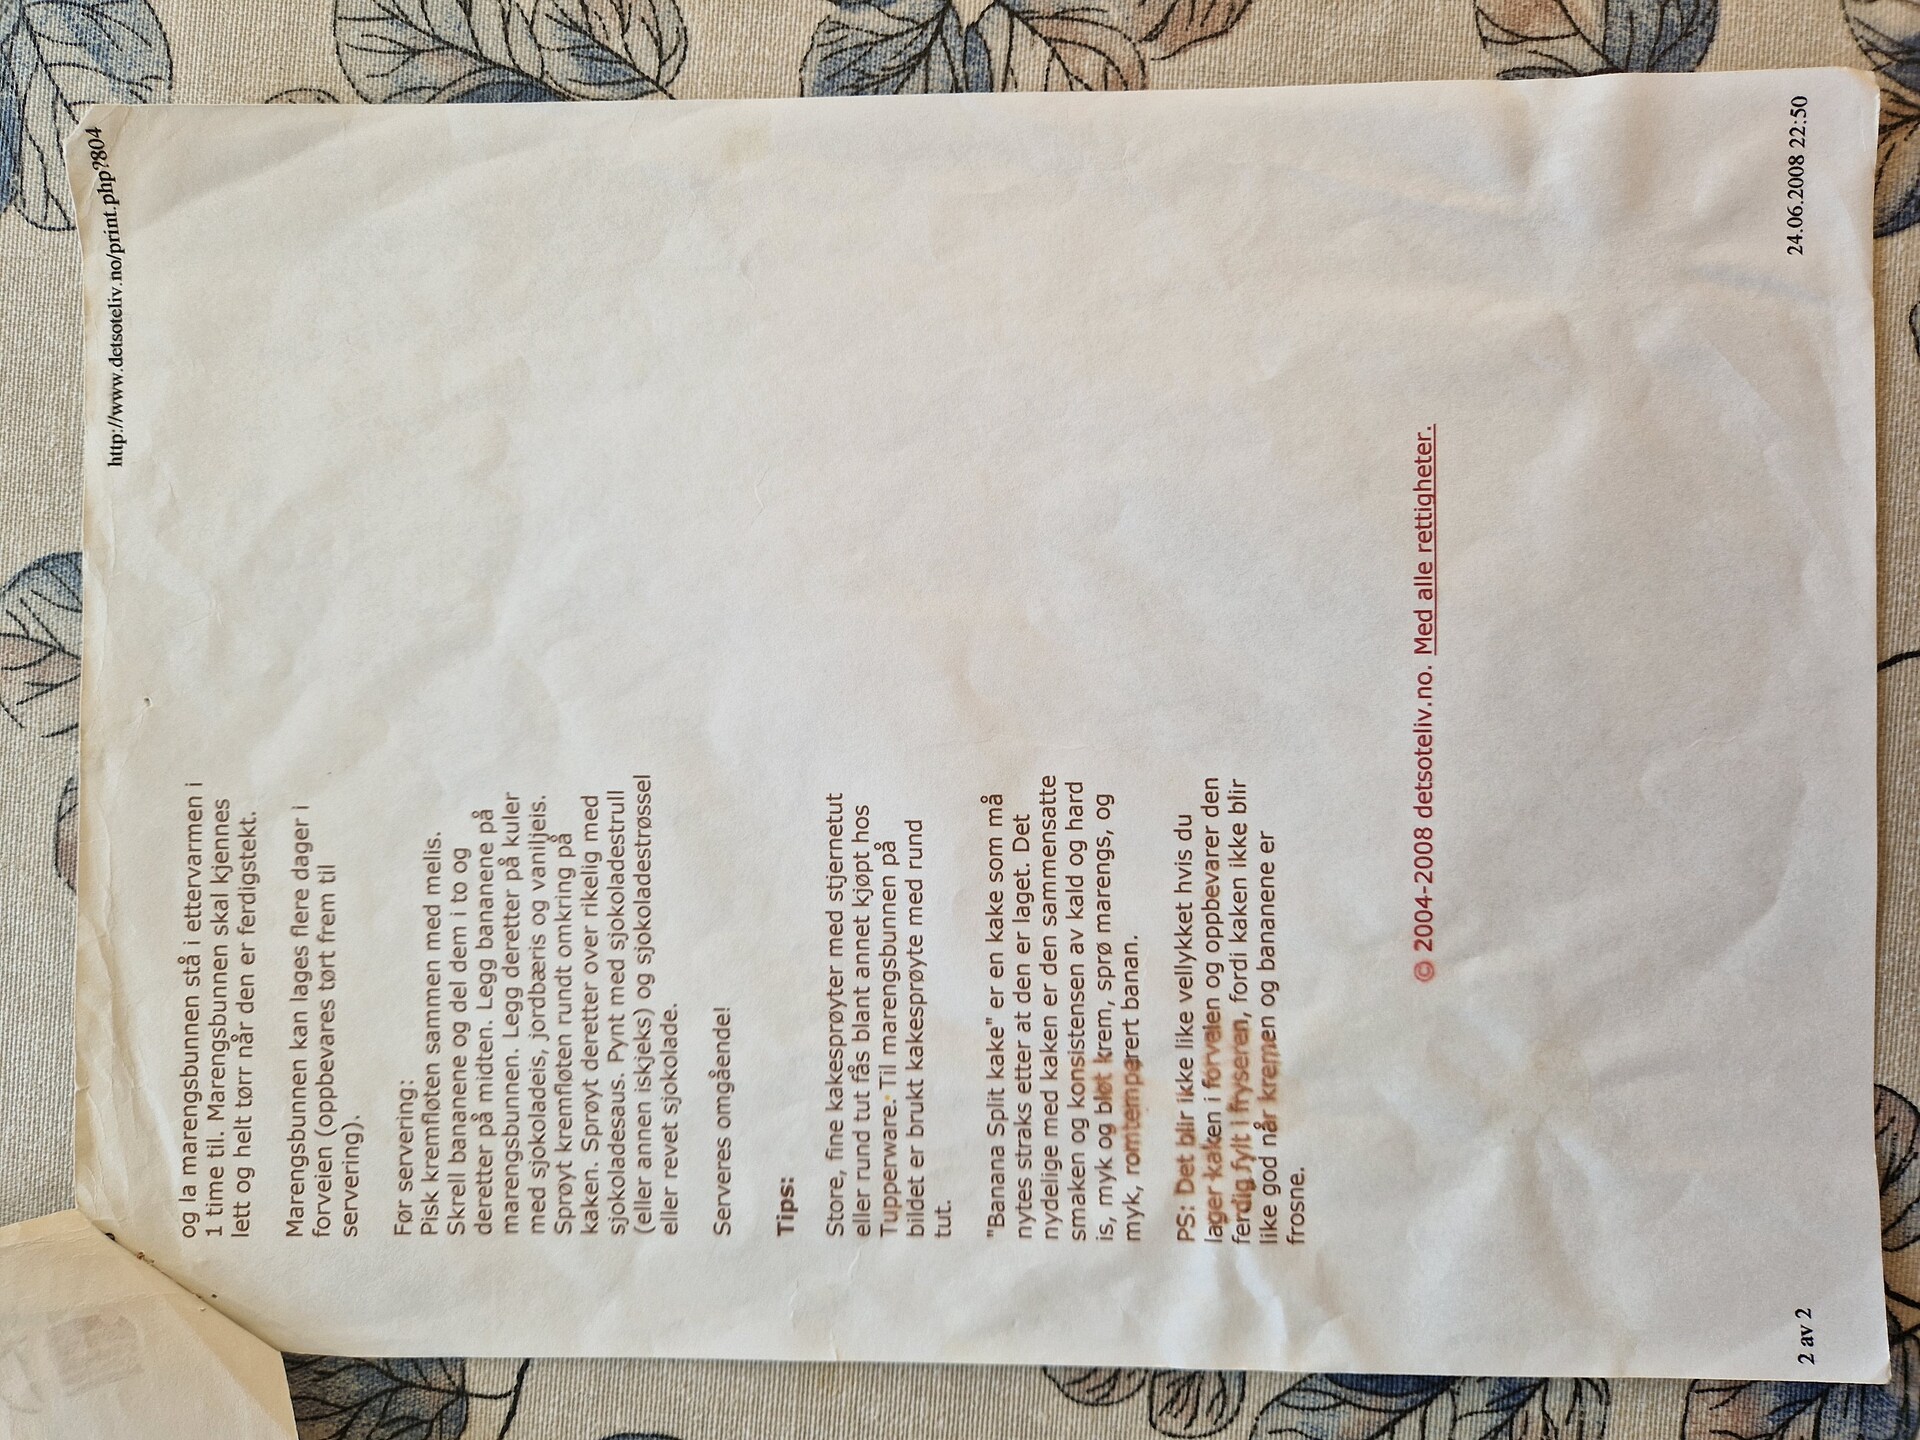 http://www.detsoteliv.no/print.php?804
og la marengsbunnen stå i ettervarmen i
1 time til. Marengsbunnen skal kjennes
lett og helt tørr når den er ferdigstekt.
Marengsbunnen kan lages flere dager i
forveien (oppbevares tørt frem til
servering).
Før servering:
Pisk kremfløten sammen med melis.
Skrell bananene og del dem i to og
deretter på midten. Legg bananene på
marengsbunnen. Legg deretter på kuler
med sjokoladeis, jordbæris og vaniljeis.
Sprøyt kremfløten rundt omkring på
kaken. Sprøyt deretter over rikelig med
sjokoladesaus. Pynt med sjokoladestrull
(eller annen iskjeks) og sjokoladestrøssel
eller revet sjokolade.
Serveres omgående!
Tips:
Store, fine kakesprøyter med stjernetut
eller rund tut fås blant annet kjøpt hos
Tupperware. Til marengsbunnen på
bildet er brukt kakesprøyte med rund
tut.
"Banana Split kake" er en kake som må
nytes straks etter at den er laget. Det
nydelige med kaken er den sammensatte
smaken og konsistensen av kald og hard
is, myk og bløt krem, sprø marengs, og
myk, romtemperert banan.
PS: Det blir ikke like vellykket hvis du
lager kaken i forveien og oppbevarer den
ferdig fylt i fryseren, fordi kaken ikke blir
like god når kremen og bananene er
frosne.
© 2004-2008 detsoteliv.no. Med alle rettigheter.
2 av 2
24.06.2008 22:50